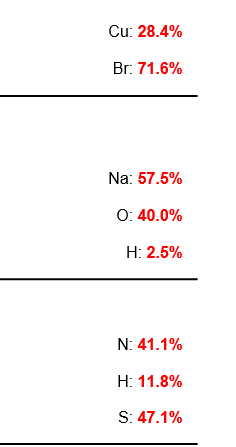 Cu: 28.4%
Br: 71.6%
Na: 57.5%
O: 40.0%
H: 2.5%
N: 41.1%
H: 11.8%
S: 47.1%